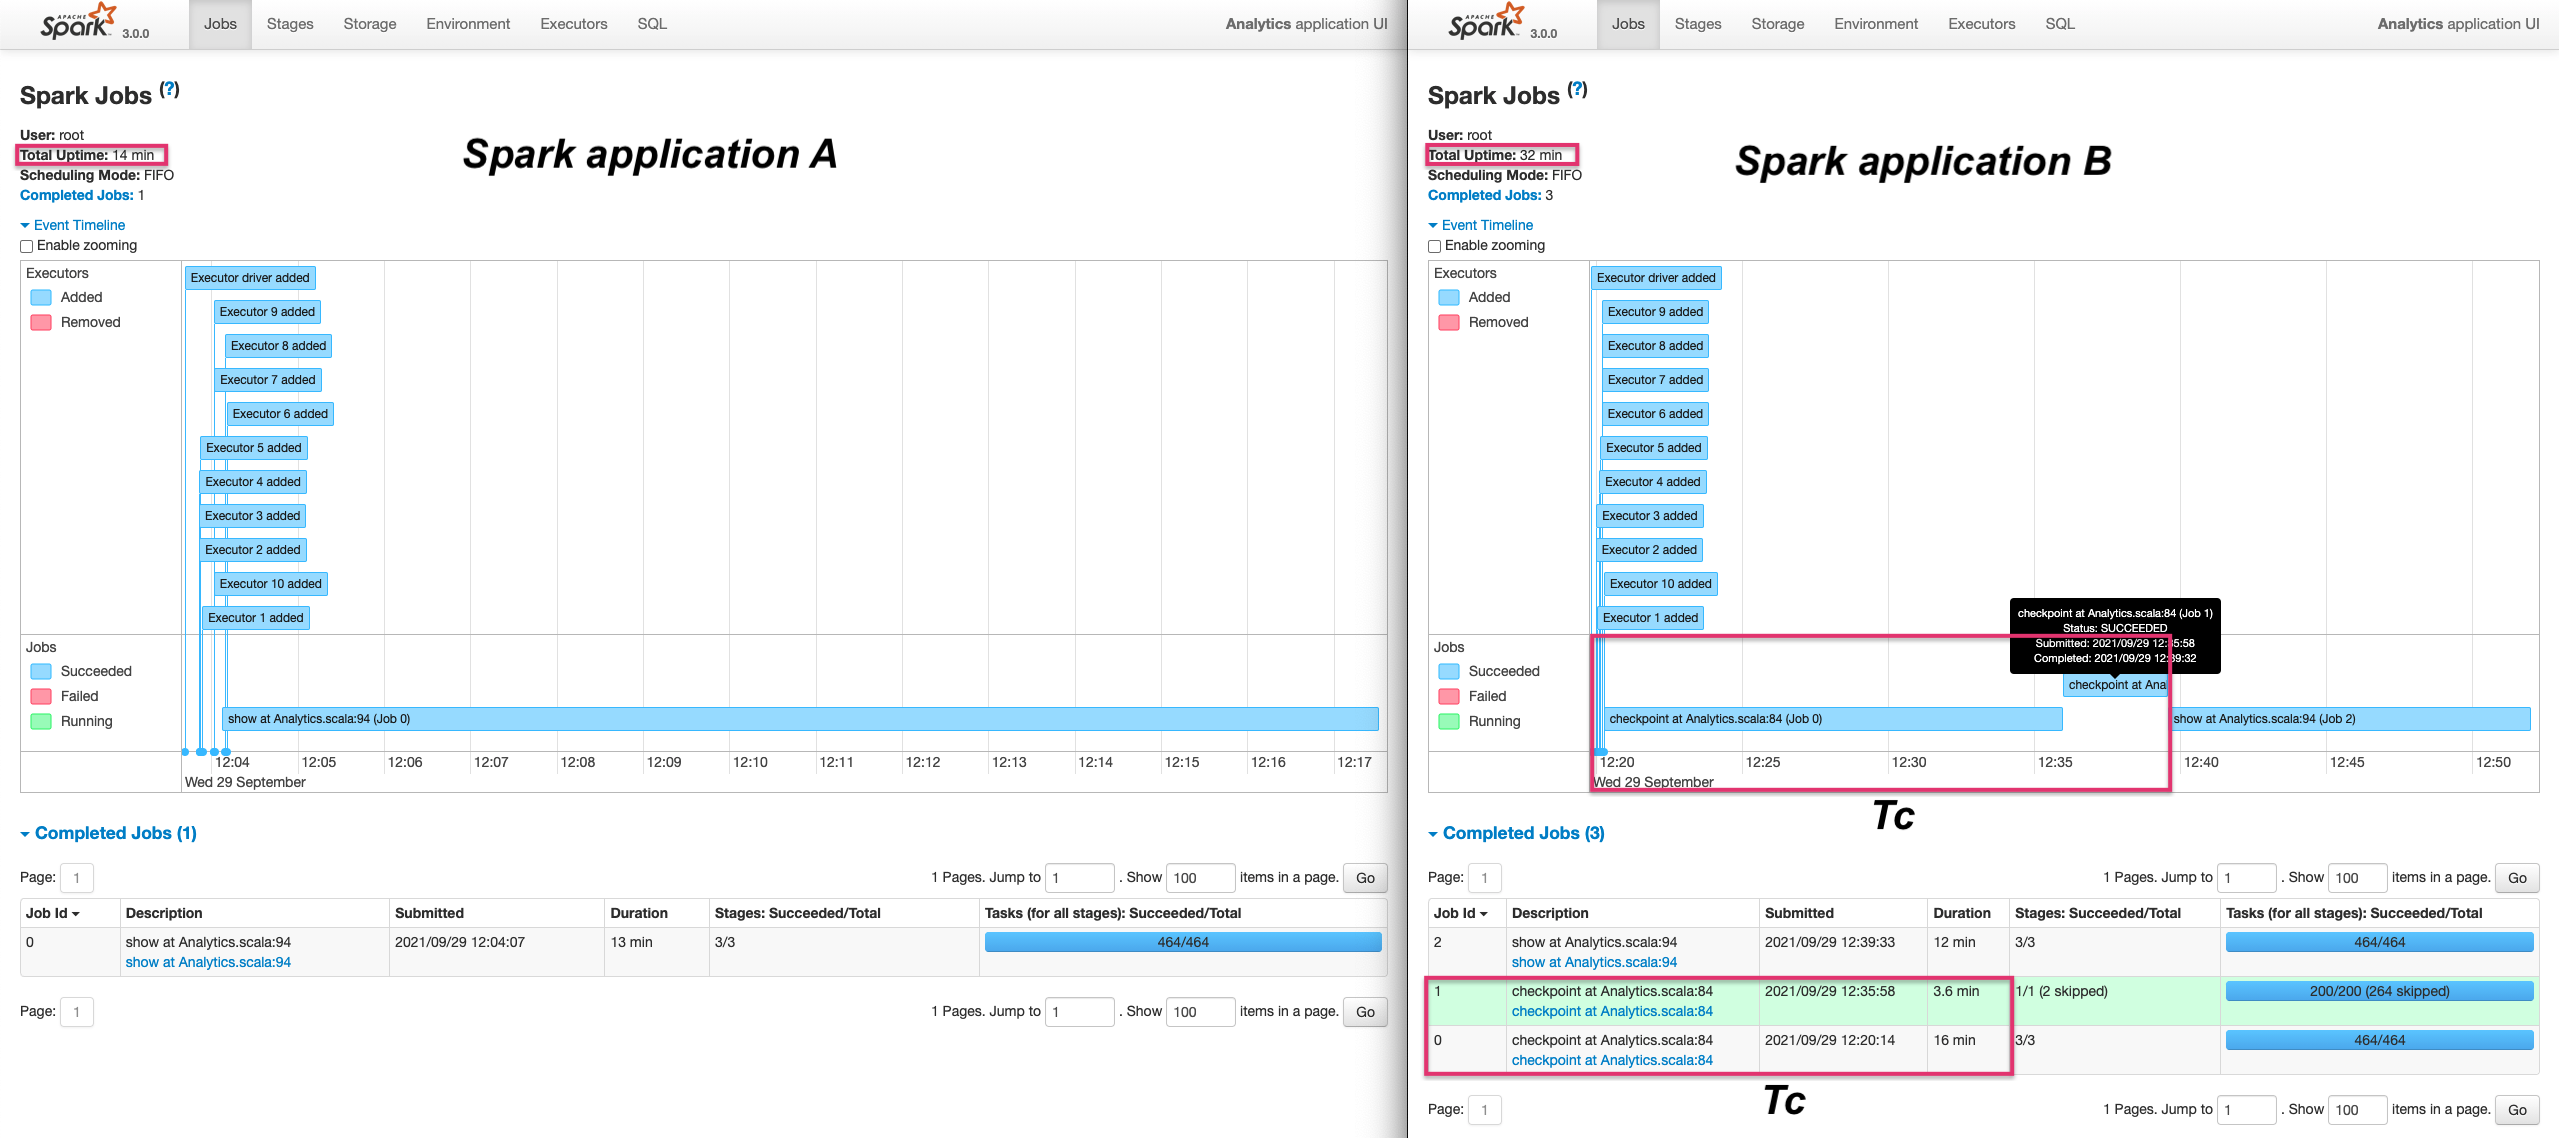 APACHE
Spark 3.0.0
Jobs Stages Storage Environment Executors SQL
Analytics application UI
Spark Jobs (?)
User: root
Total Uptime: 14 min
Scheduling Mode: FIFO
Completed Jobs: 1
Spark application A
Event Timeline
Enable zooming
Executors
Added
Removed
Executor driver added
Executor 9 added
Executor 8 added
Executor 7 added
Executor 6 added
Executor 5 added
Executor 4 added
Executor 3 added
Executor 2 added
Executor 10 added
Executor 1 added
Jobs
Succeeded
Failed
Running
show at Analytics.scala:94 (Job 0)
12:04 12:05 12:06 12:07 12:08 12:09 12:10 12:11 12:12 12:13 12:14 12:15 12:16 12:17
Wed 29 September
Completed Jobs (1)
Page: 1
1 Pages. Jump to 1 . Show 100 items in a page. Go
Job Id Description Submitted Duration Stages: Succeeded/Total Tasks (for all stages): Succeeded/Total
0 show at Analytics.scala:94 2021/09/29 12:04:07 13 min 3/3 464/464
show at Analytics.scala:94
Page: 1
1 Pages. Jump to 1 . Show 100 items in a page. Go
APACHE
Spark 3.0.0
Jobs Stages Storage Environment Executors SQL
Analytics application UI
Spark Jobs (?)
User: root
Total Uptime: 32 min
Scheduling Mode: FIFO
Completed Jobs: 3
Spark application B
Event Timeline
Enable zooming
Executors
Added
Removed
Executor driver added
Executor 9 added
Executor 8 added
Executor 7 added
Executor 6 added
Executor 5 added
Executor 4 added
Executor 3 added
Executor 2 added
Executor 10 added
Executor 1 added
checkpoint at Analytics.scala:84 (Job 1)
Status: SUCCEEDED
Submitted: 2021/09/29 12:35:58
Completed: 2021/09/29 12:39:32
Jobs
Succeeded
Failed
Running
checkpoint at Ana
checkpoint at Analytics.scala:84 (Job 0)
show at Analytics.scala:94 (Job 2)
12:20 12:25 12:30 12:35 12:40 12:45 12:50
Wed 29 September
Tc
Completed Jobs (3)
Page: 1
1 Pages. Jump to 1 . Show 100 items in a page. Go
Job Id Description Submitted Duration Stages: Succeeded/Total Tasks (for all stages): Succeeded/Total
2 show at Analytics.scala:94 2021/09/29 12:39:33 12 min 3/3 464/464
show at Analytics.scala:94
1 checkpoint at Analytics.scala:84 2021/09/29 12:35:58 3.6 min 1/1 (2 skipped) 200/200 (264 skipped)
checkpoint at Analytics.scala:84
0 checkpoint at Analytics.scala:84 2021/09/29 12:20:14 16 min 3/3 464/464
checkpoint at Analytics.scala:84
Tc
Page: 1
1 Pages. Jump to 1 . Show 100 items in a page. Go